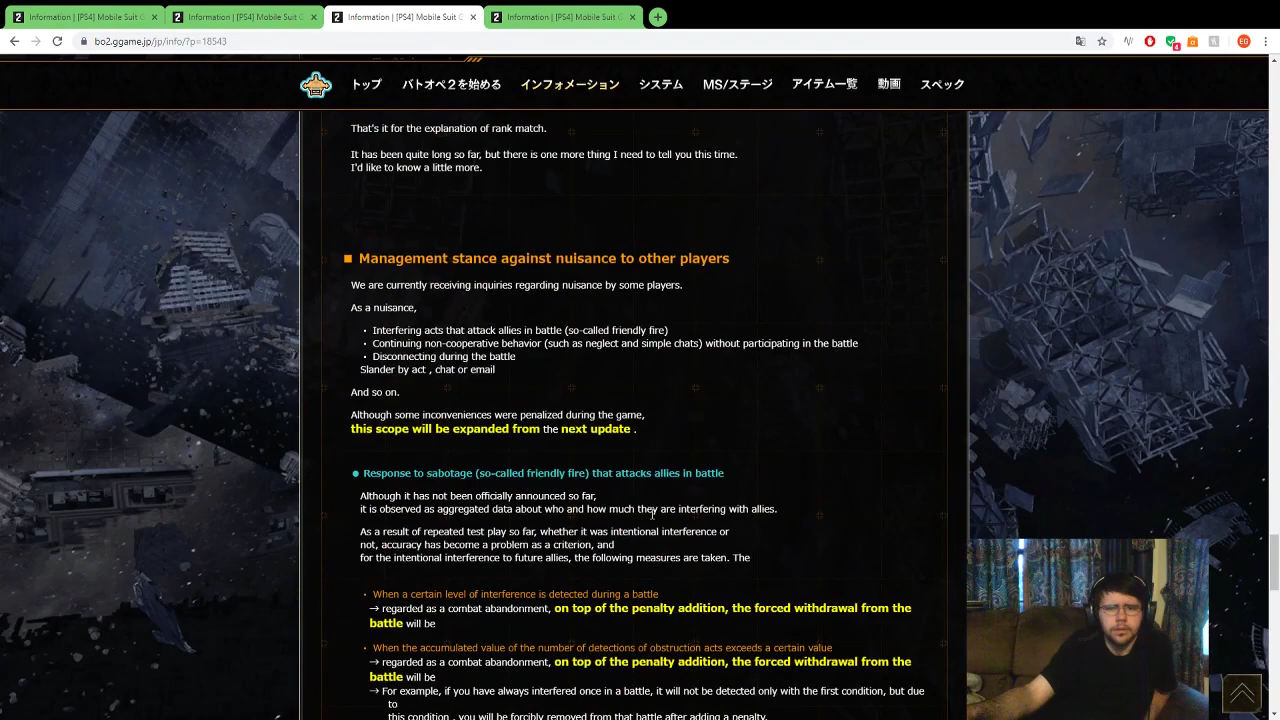 Information | [PS4] Mobile Suit G
Information | [PS4] Mobile Suit G
Information | [PS4] Mobile Suit G
Information | [PS4] Mobile Suit G
bo2.ggame.jp/jp/info/?p=18543
4
EG
トップ
バトオペ２を始める
インフォメーション
システム
MS/ステージ
アイテム一覧
動画
スペック
That's it for the explanation of rank match.
It has been quite long so far, but there is one more thing I need to tell you this time.
I'd like to know a little more.
■ Management stance against nuisance to other players
We are currently receiving inquiries regarding nuisance by some players.
As a nuisance,
・ Interfering acts that attack allies in battle (so-called friendly fire)
・ Continuing non-cooperative behavior (such as neglect and simple chats) without participating in the battle
・ Disconnecting during the battle
Slander by act , chat or email
And so on.
Although some inconveniences were penalized during the game,
this scope will be expanded from the next update .
● Response to sabotage (so-called friendly fire) that attacks allies in battle
Although it has not been officially announced so far,
it is observed as aggregated data about who and how much they are interfering with allies.
As a result of repeated test play so far, whether it was intentional interference or
not, accuracy has become a problem as a criterion, and
for the intentional interference to future allies, the following measures are taken. The
・ When a certain level of interference is detected during a battle
→ regarded as a combat abandonment, on top of the penalty addition, the forced withdrawal from the
battle will be
・ When the accumulated value of the number of detections of obstruction acts exceeds a certain value
→ regarded as a combat abandonment, on top of the penalty addition, the forced withdrawal from the
battle will be
→ For example, if you have always interfered once in a battle, it will not be detected only with the first condition, but due
to
this condition , you will be forcibly removed from that battle after adding a penalty.